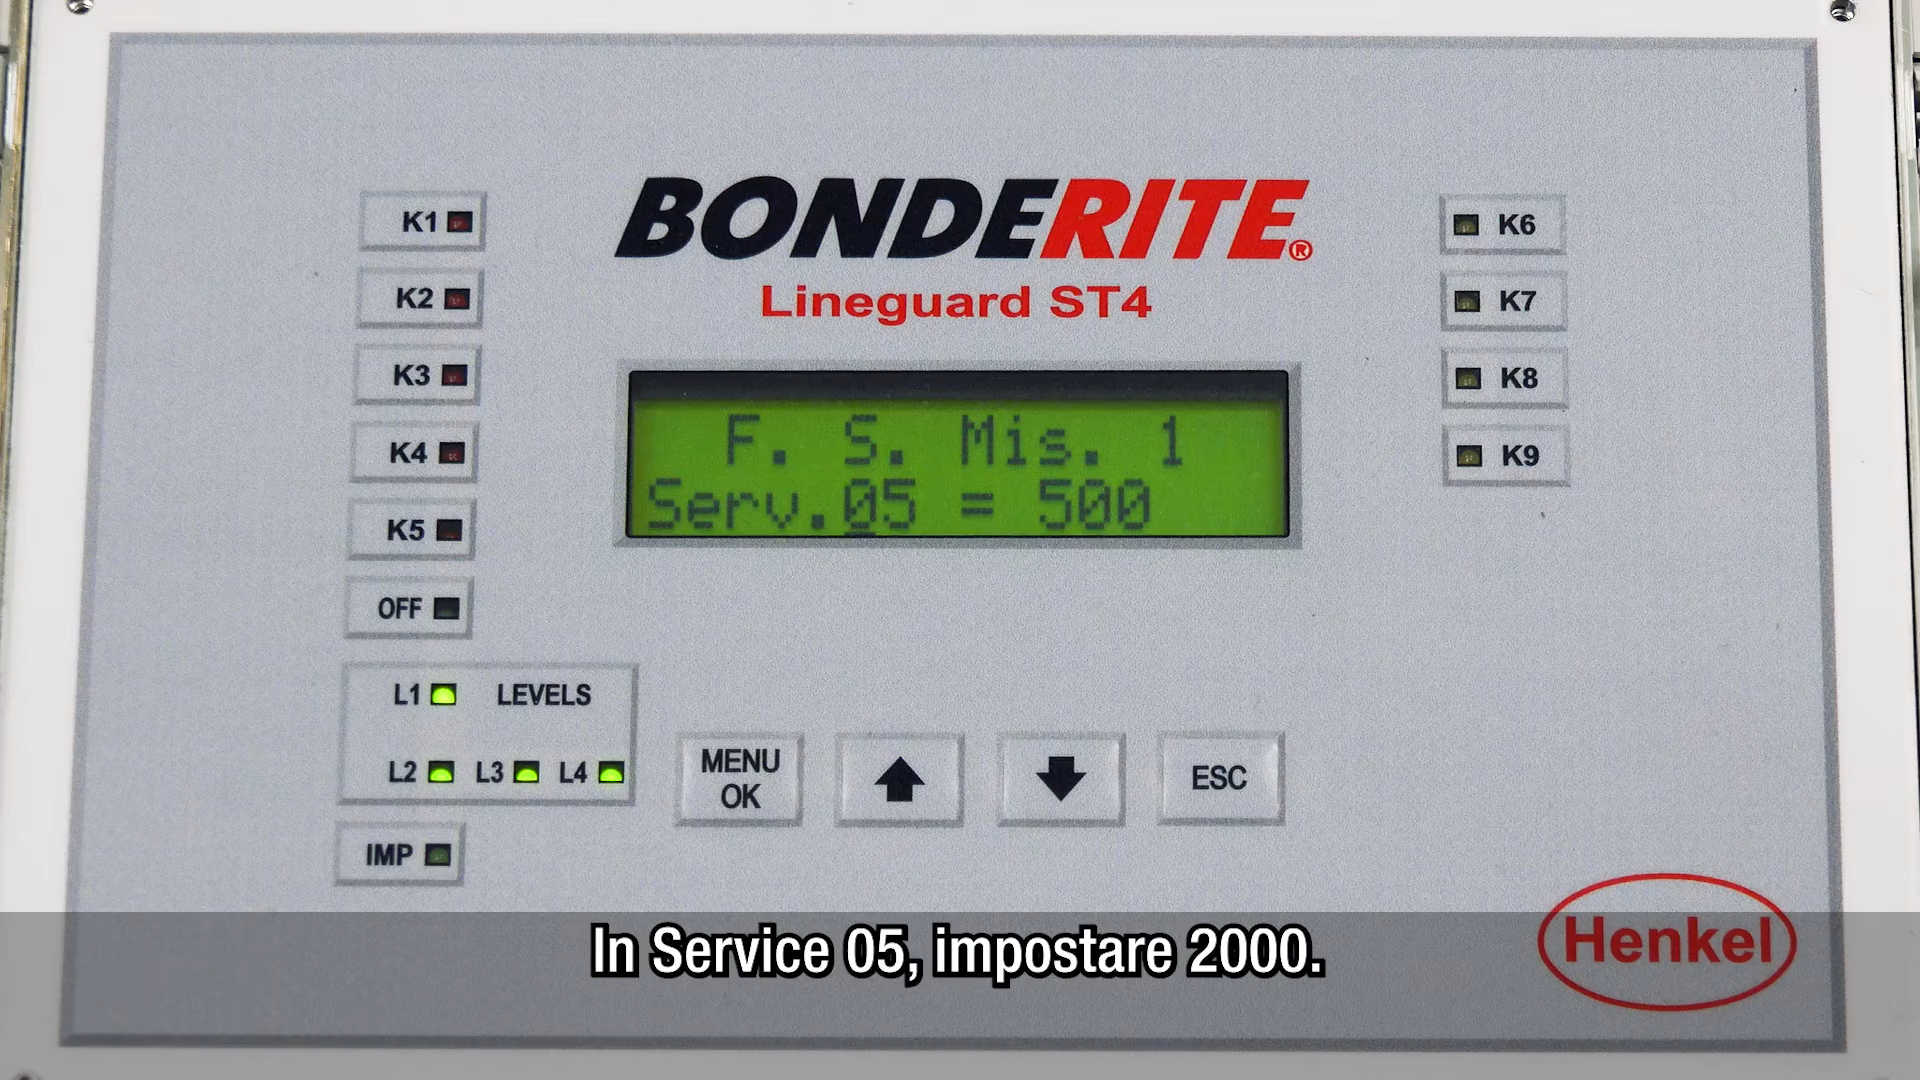 BONDERITE®
Lineguard ST4
K1
K2
K3
K4
K5
OFF
K6
K7
K8
K9
F. S. Mis. 1
Serv.05 = 500
L1 LEVELS
L2 L3 L4
IMP
MENU
OK
ESC
Henkel
In Service 05, impostare 2000.